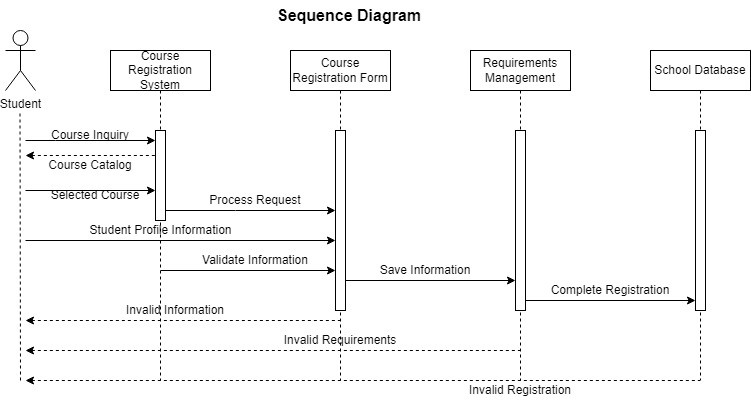 Sequence Diagram
Student
Course
Registration
System
Course
Registration Form
Requirements
Management
School Database
Course Inquiry
Course Catalog
Selected Course
Process Request
Student Profile Information
Validate Information
Save Information
Complete Registration
Invalid Information
Invalid Requirements
Invalid Registration